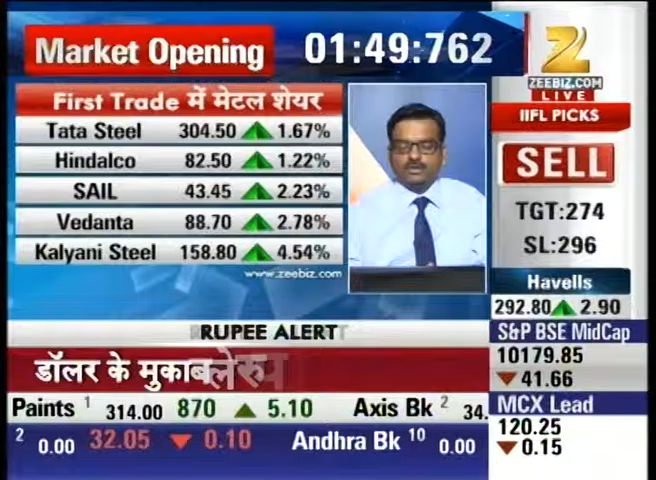 Market Opening
01:49:762
ZEEBIZ.COM
LIVE
First Trade में मेटल शेयर
Tata Steel 304.50 1.67%
Hindalco 82.50 1.22%
SAIL 43.45 2.23%
Vedanta 88.70 2.78%
Kalyani Steel 158.80 4.54%
www.zeebiz.com
IIFL PICKS
SELL
TGT:274
SL:296
Havells
292.80 2.90
RUPEE ALERT
S&P BSE MidCap
10179.85
41.66
डॉलर के मुकाबले रु
Paints 1 314.00 870 5.10 Axis Bk 2 34.
MCX Lead
120.25
0.15
2 0.00 32.05 0.10 Andhra Bk 10 0.00